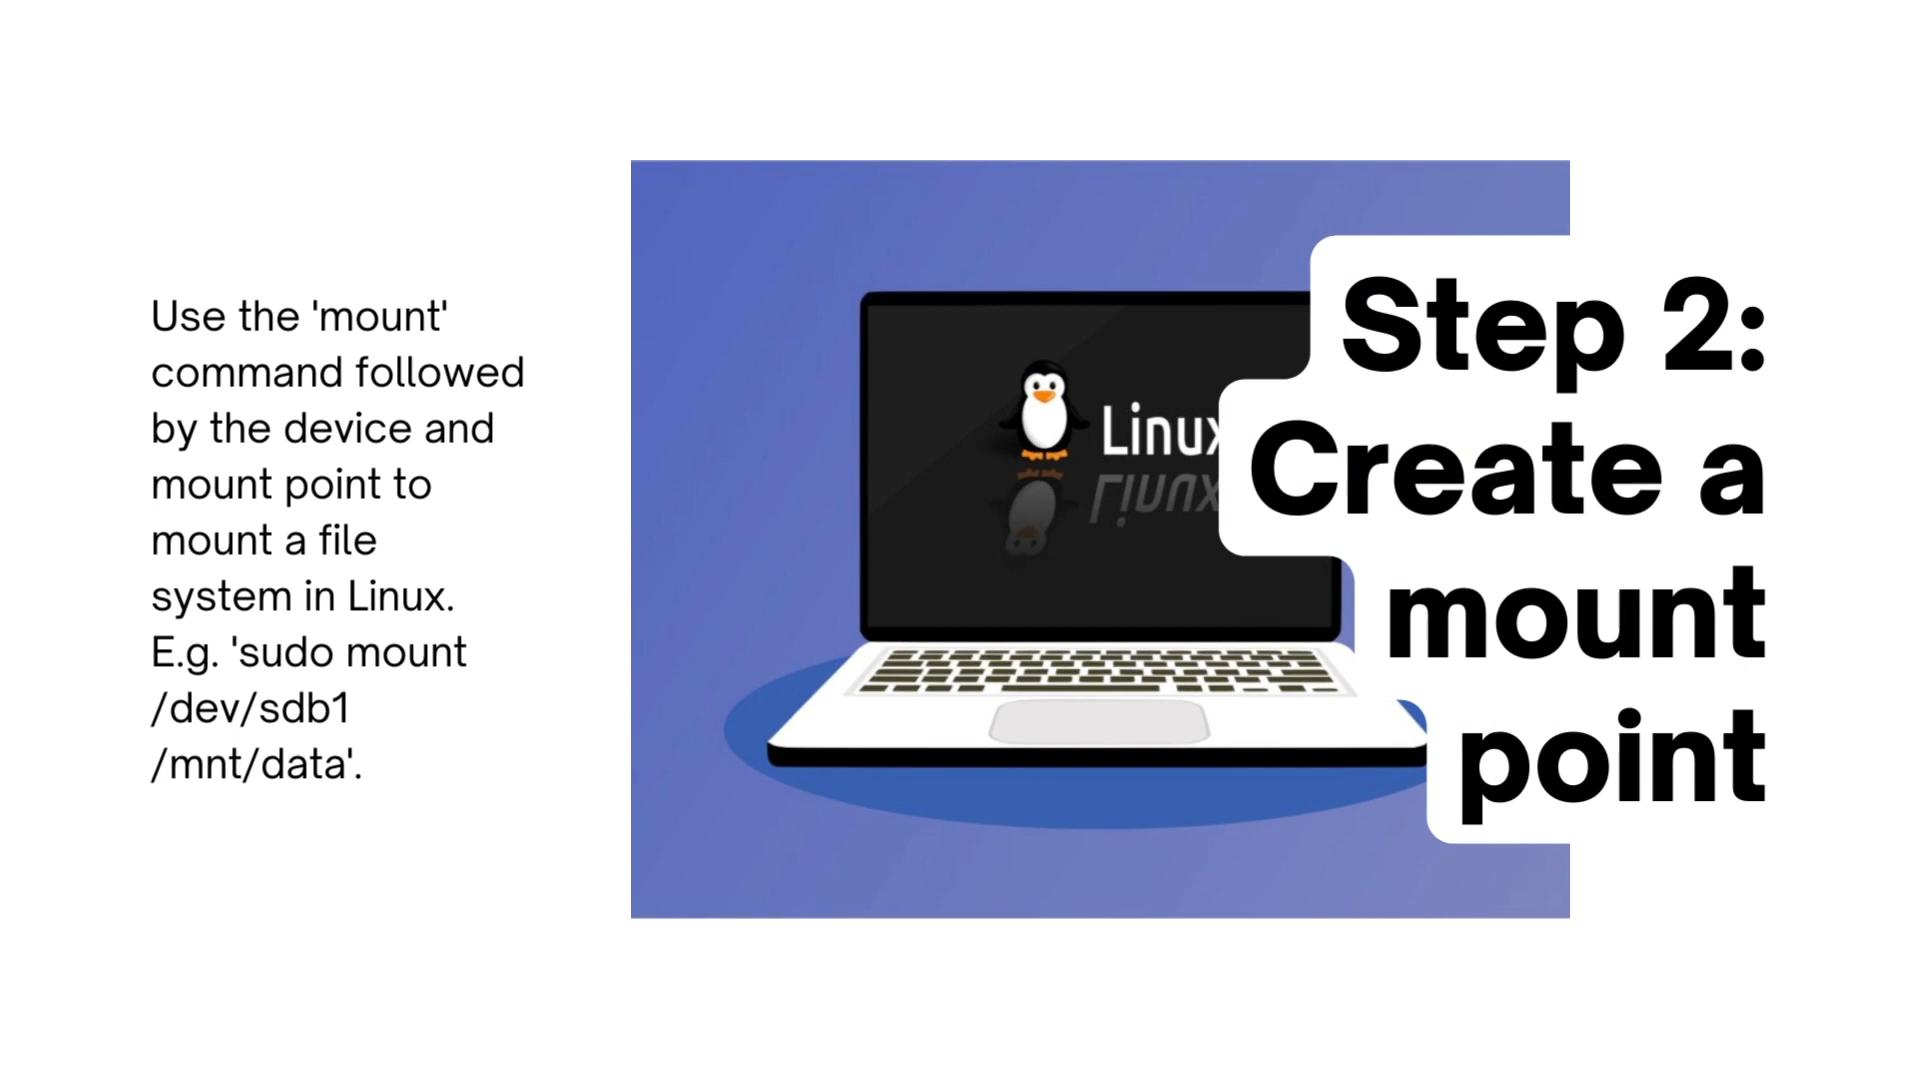 Use the 'mount'
command followed
by the device and
mount point to
mount a file
system in Linux.
E.g. 'sudo mount
/dev/sdb1
/mnt/data'.
Linux
Linux
Step 2:
Create a
mount
point